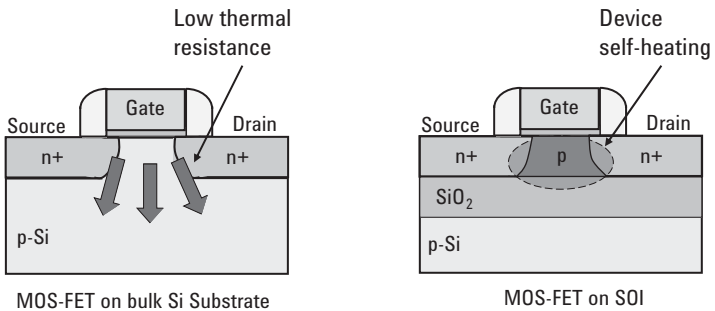 Low thermal
resistance
Gate
Source
Drain
n+
n+
p-Si
MOS-FET on bulk Si Substrate
Device
self-heating
Gate
Source
Drain
n+
p
n+
SiO₂
p-Si
MOS-FET on SOI